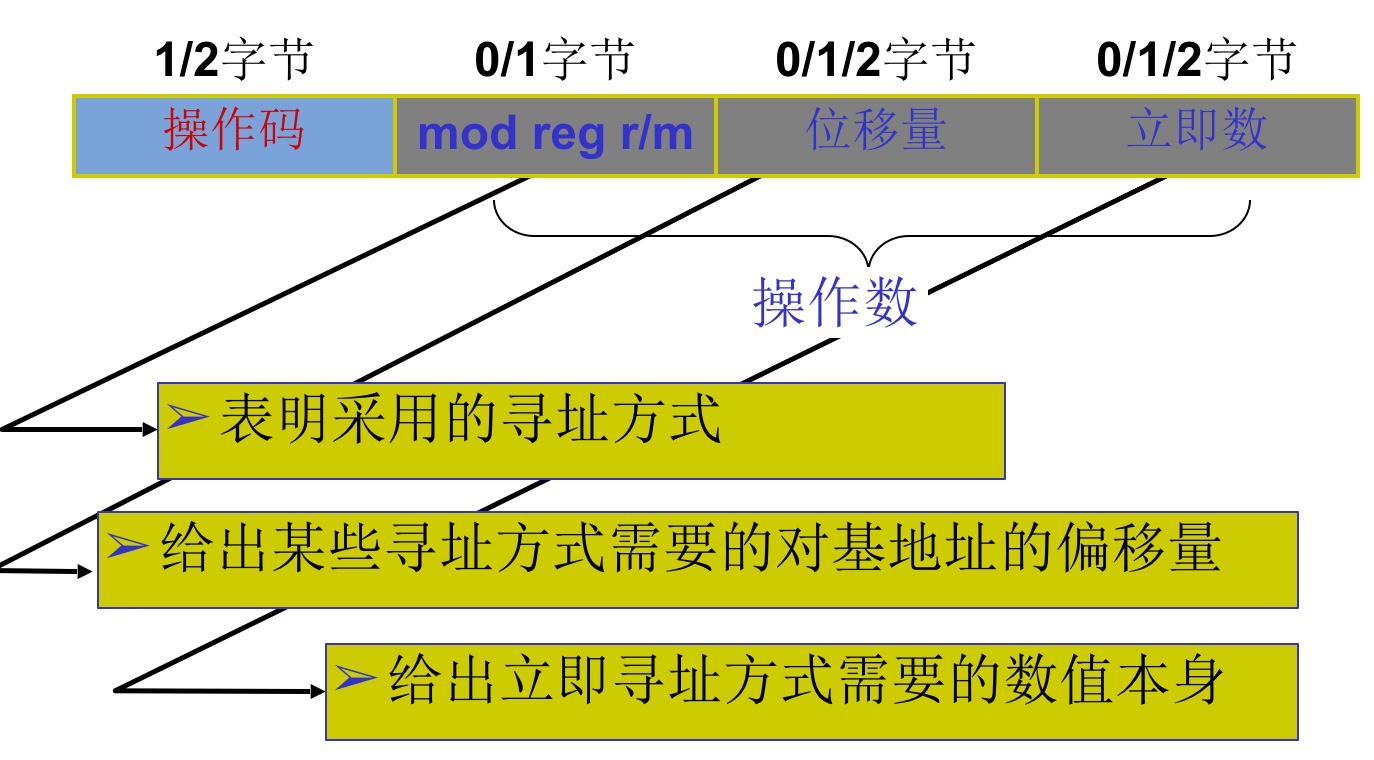 1/2字节 0/1字节 0/1/2字节 0/1/2字节
操作码 mod reg r/m 位移量 立即数
操作数
➢ 表明采用的寻址方式
➢ 给出某些寻址方式需要的对基地址的偏移量
➢ 给出立即寻址方式需要的数值本身